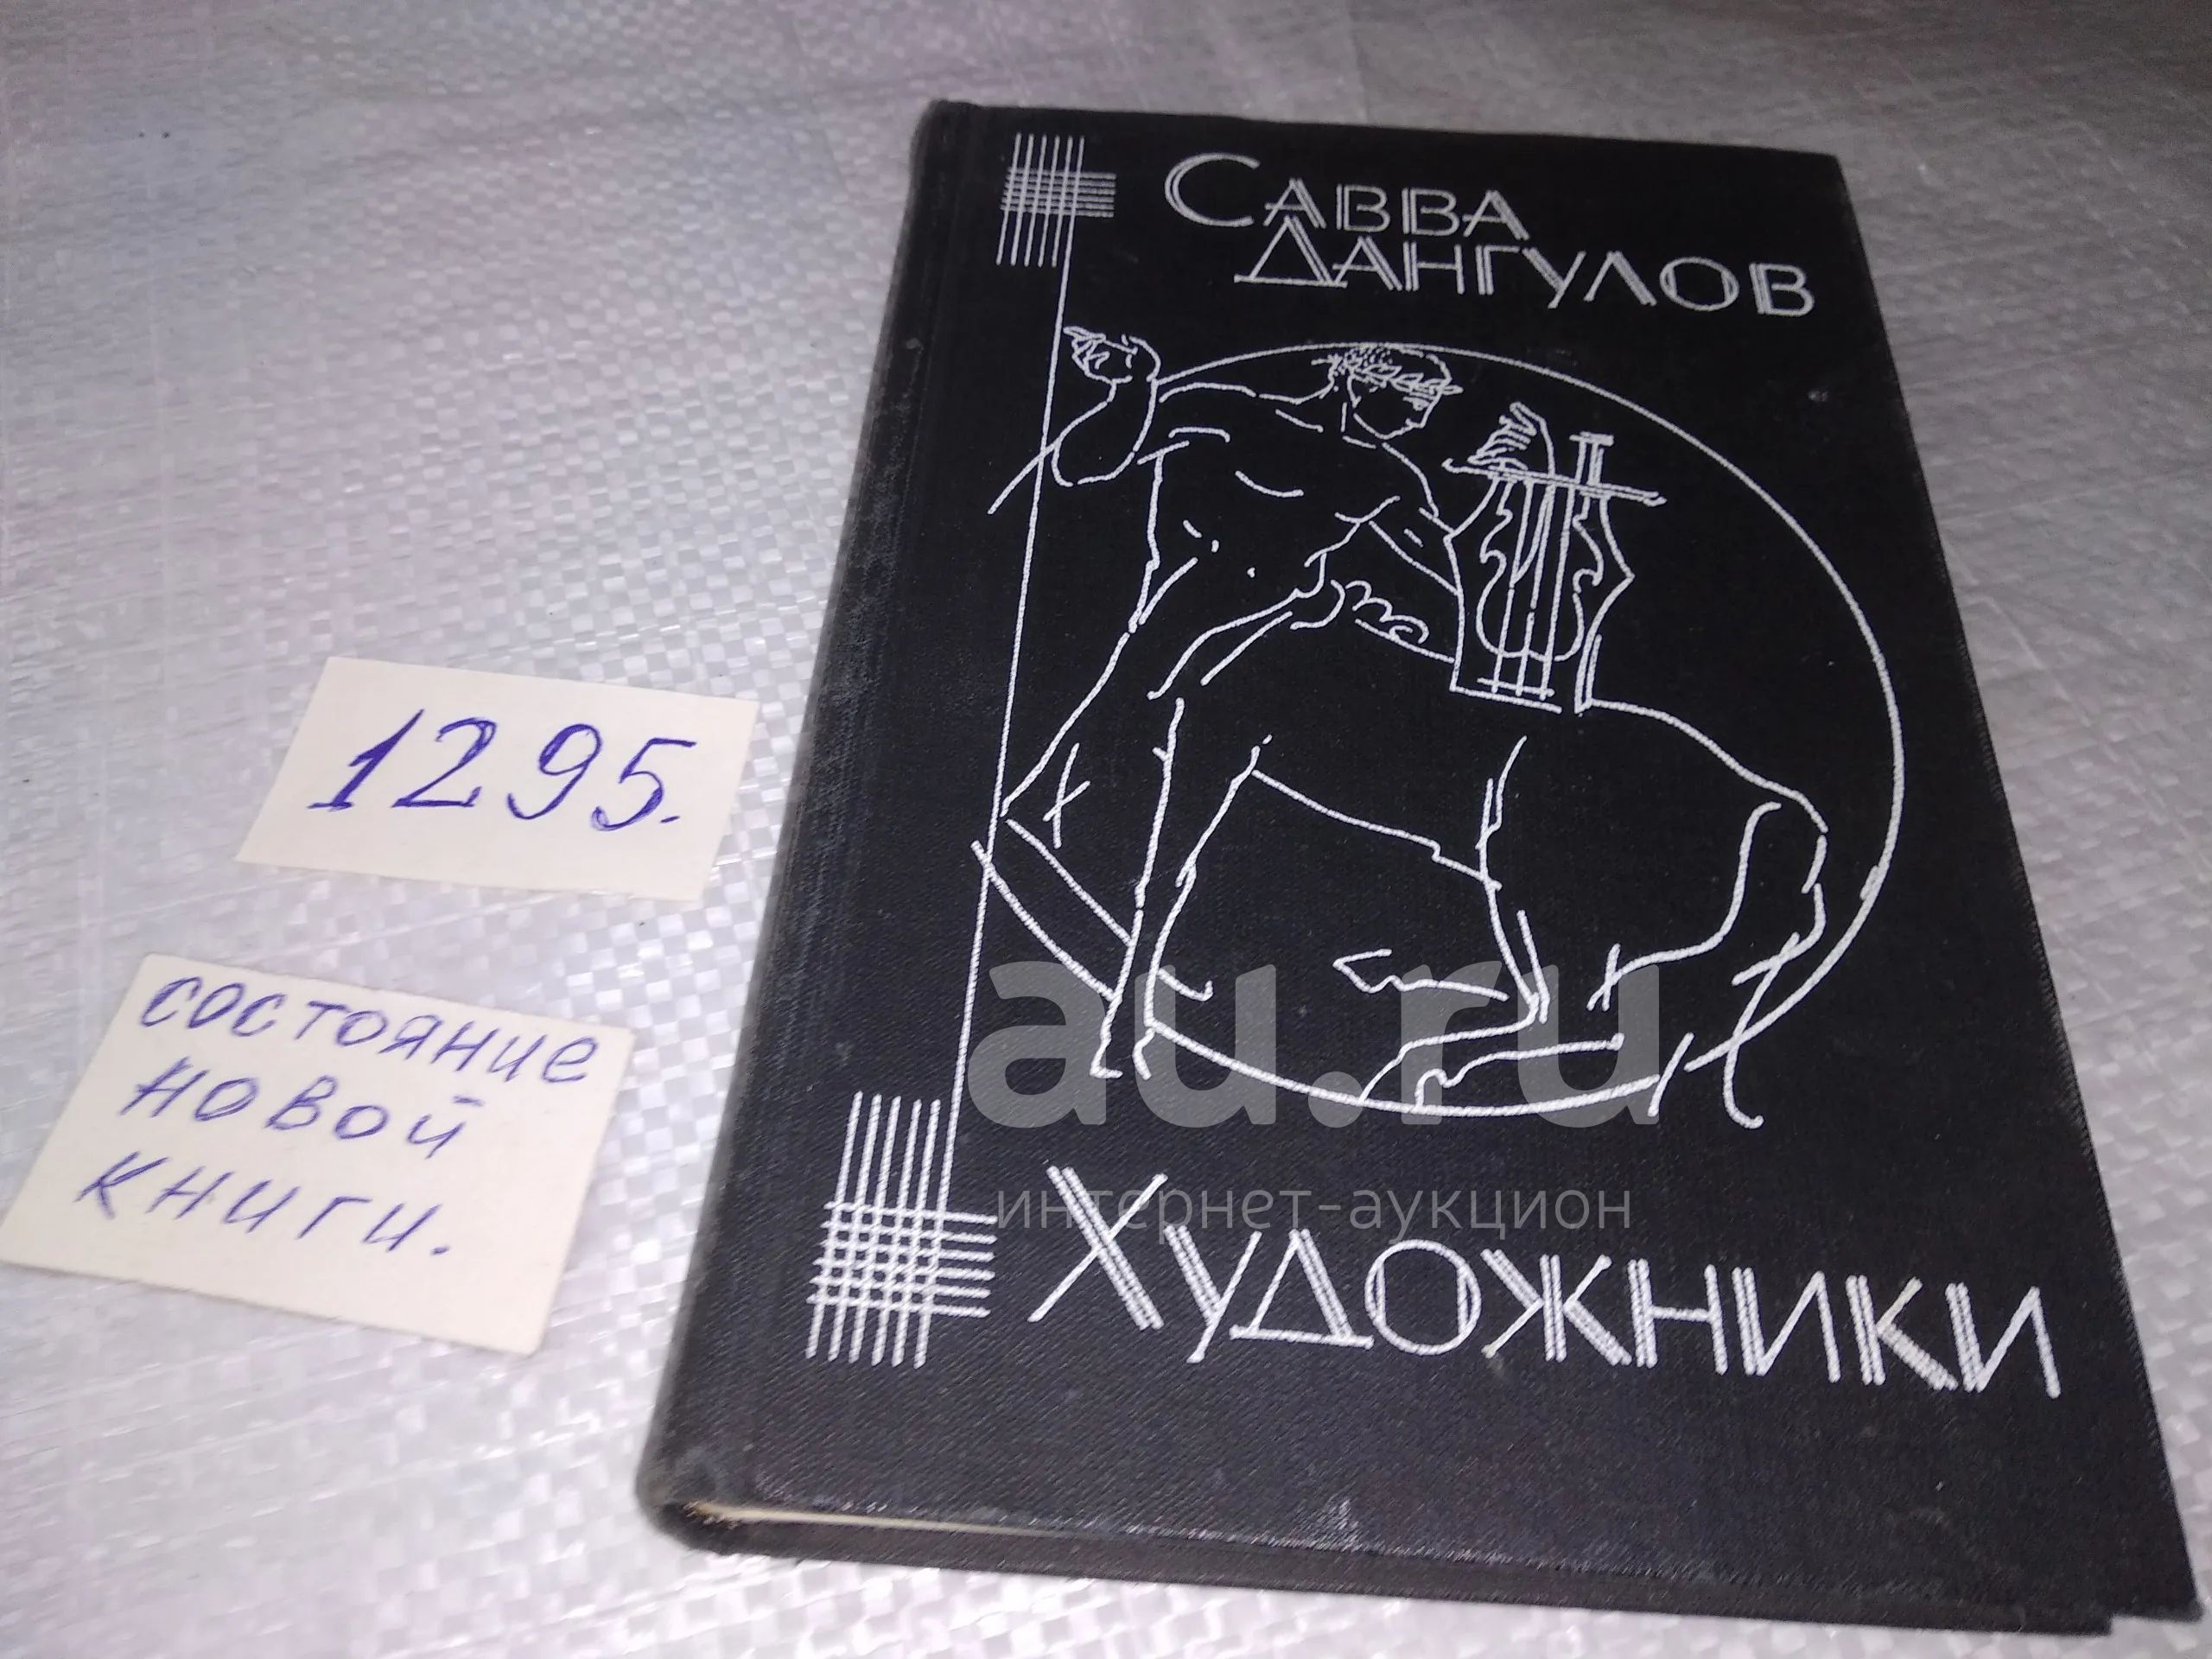 САВВА
ДАНГУЛОВ
1295.
состояние
новой
книги.
au.ru
интернет-аукцион
ХУДОЖНИКИ